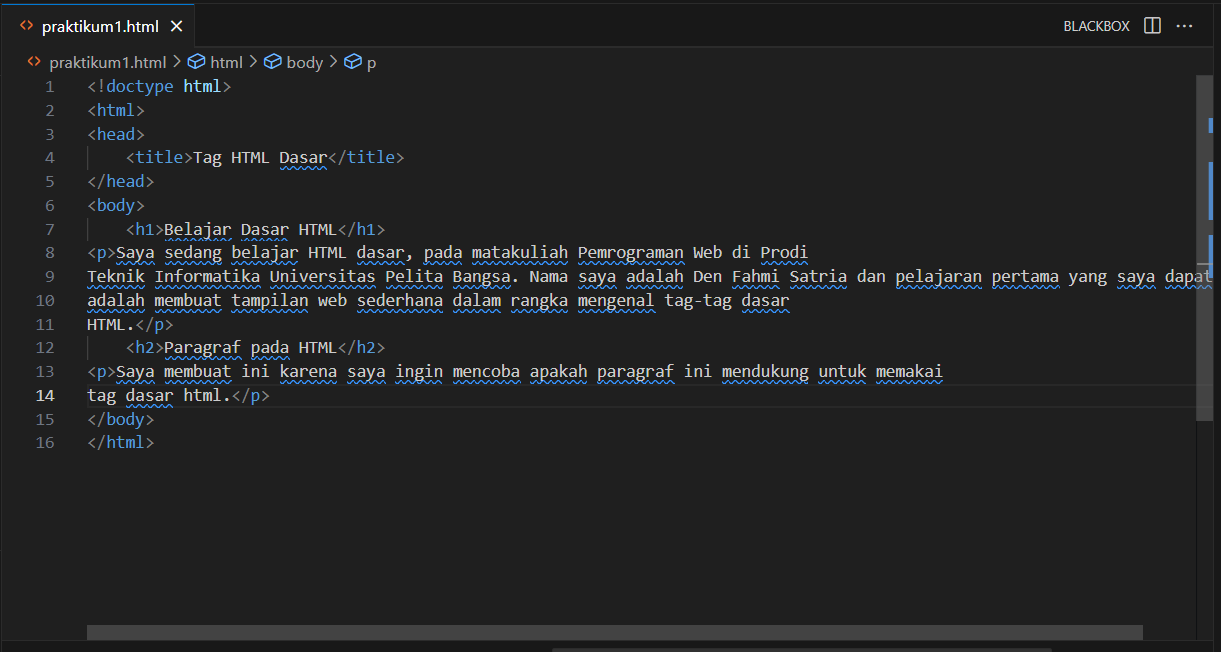 praktikum1.html
BLACKBOX
praktikum1.html > html > body > p
1 <!doctype html>
2 <html>
3 <head>
4 <title>Tag HTML Dasar</title>
5 </head>
6 <body>
7 <h1>Belajar Dasar HTML</h1>
8 <p>Saya sedang belajar HTML dasar, pada matakuliah Pemrograman Web di Prodi
9 Teknik Informatika Universitas Pelita Bangsa. Nama saya adalah Den Fahmi Satria dan pelajaran pertama yang saya dapat
10 adalah membuat tampilan web sederhana dalam rangka mengenal tag-tag dasar
11 HTML.</p>
12 <h2>Paragraf pada HTML</h2>
13 <p>Saya membuat ini karena saya ingin mencoba apakah paragraf ini mendukung untuk memakai
14 tag dasar html.</p>
15 </body>
16 </html>